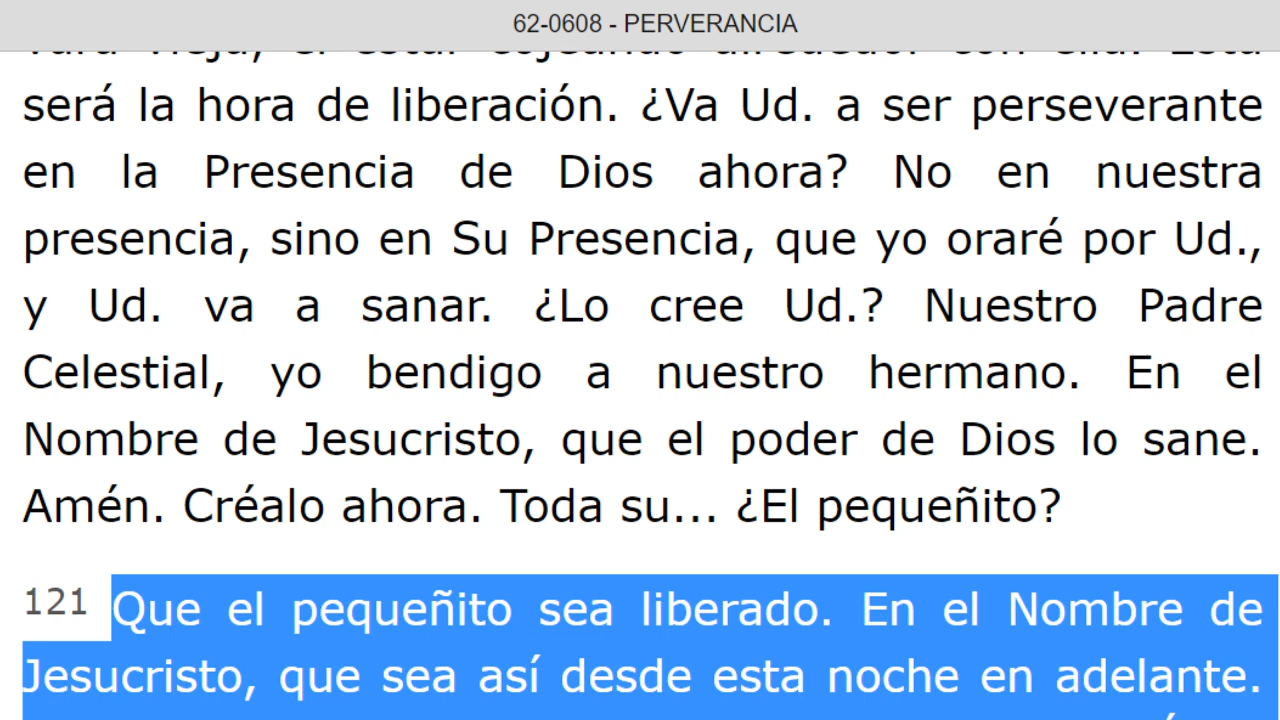 62-0608 - PERVERANCIA
será la hora de liberación. ¿Va Ud. a ser perseverante
en la Presencia de Dios ahora? No en nuestra
presencia, sino en Su Presencia, que yo oraré por Ud.,
y Ud. va a sanar. ¿Lo cree Ud.? Nuestro Padre
Celestial, yo bendigo a nuestro hermano. En el
Nombre de Jesucristo, que el poder de Dios lo sane.
Amén. Créalo ahora. Toda su... ¿El pequeñito?
121 Que el pequeñito sea liberado. En el Nombre de
Jesucristo, que sea así desde esta noche en adelante.